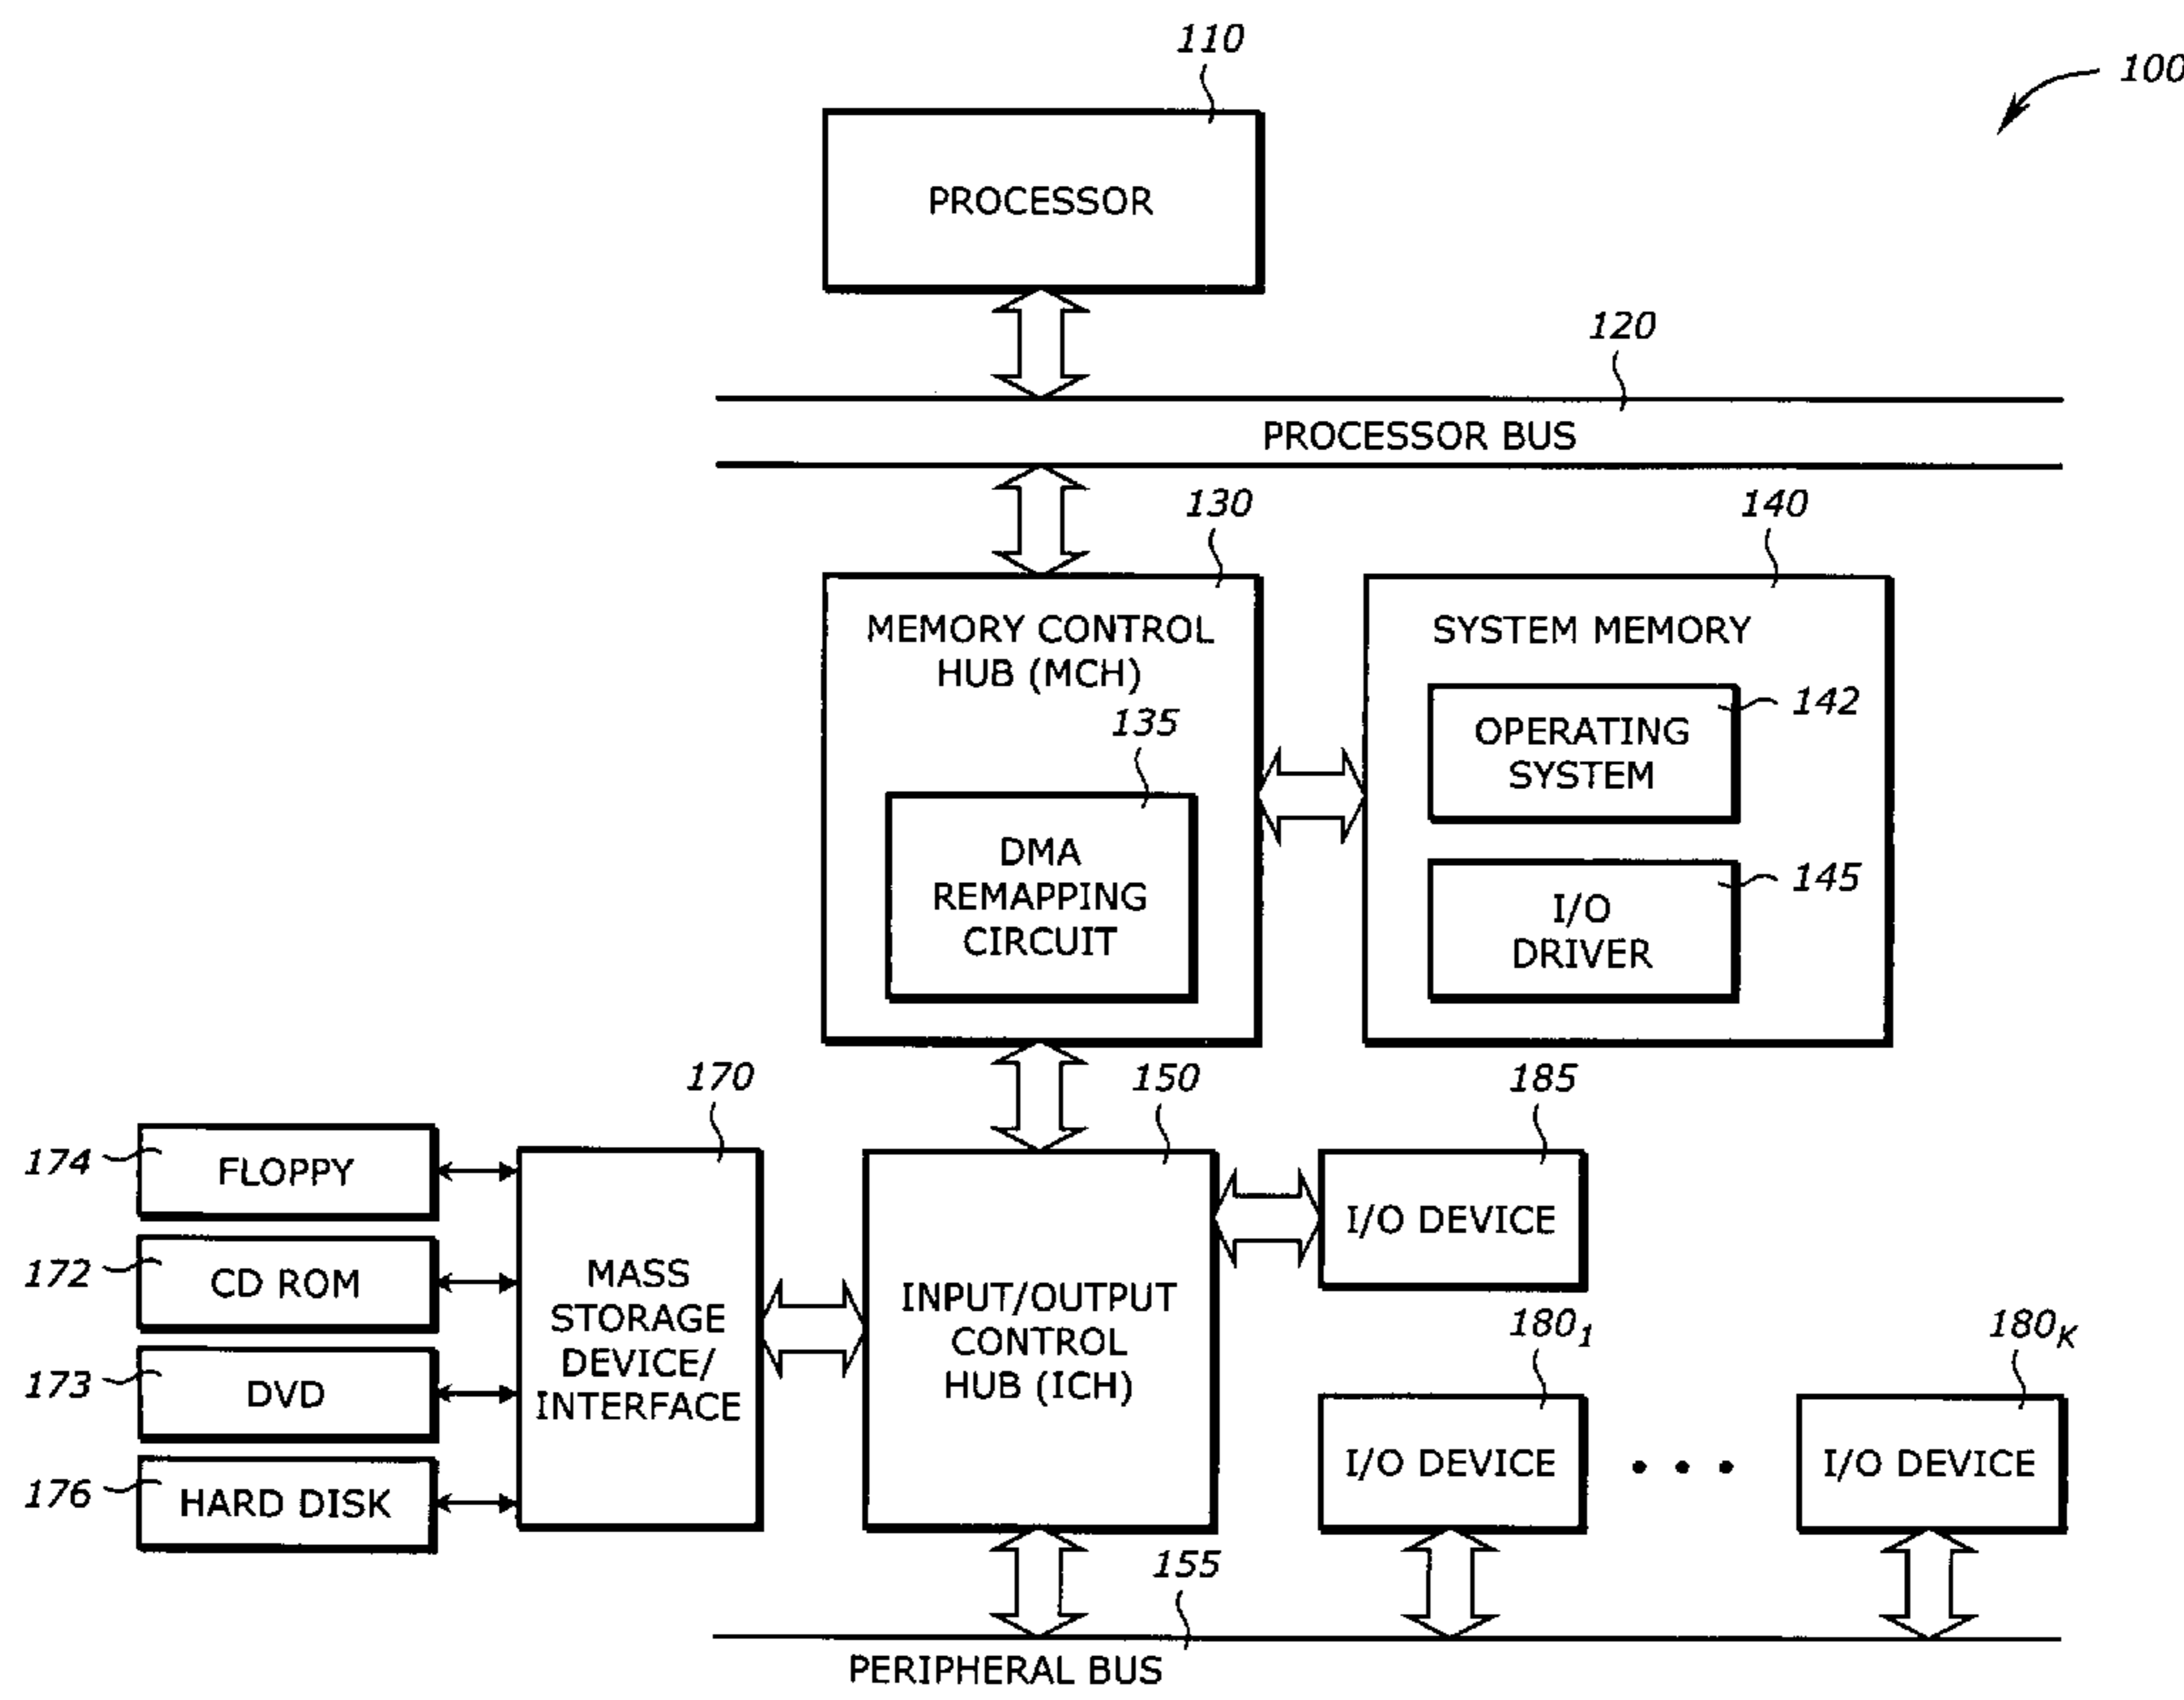 110
100
PROCESSOR
120
PROCESSOR BUS
130
140
MEMORY CONTROL
HUB (MCH)
SYSTEM MEMORY
135
142
OPERATING
SYSTEM
DMA
REMAPPING
CIRCUIT
145
I/O
DRIVER
170
150
185
174
FLOPPY
172
CD ROM
173
DVD
176
HARD DISK
MASS
STORAGE
DEVICE/
INTERFACE
INPUT/OUTPUT
CONTROL
HUB (ICH)
I/O DEVICE
180₁
180ₖ
I/O DEVICE
• • •
I/O DEVICE
155
PERIPHERAL BUS